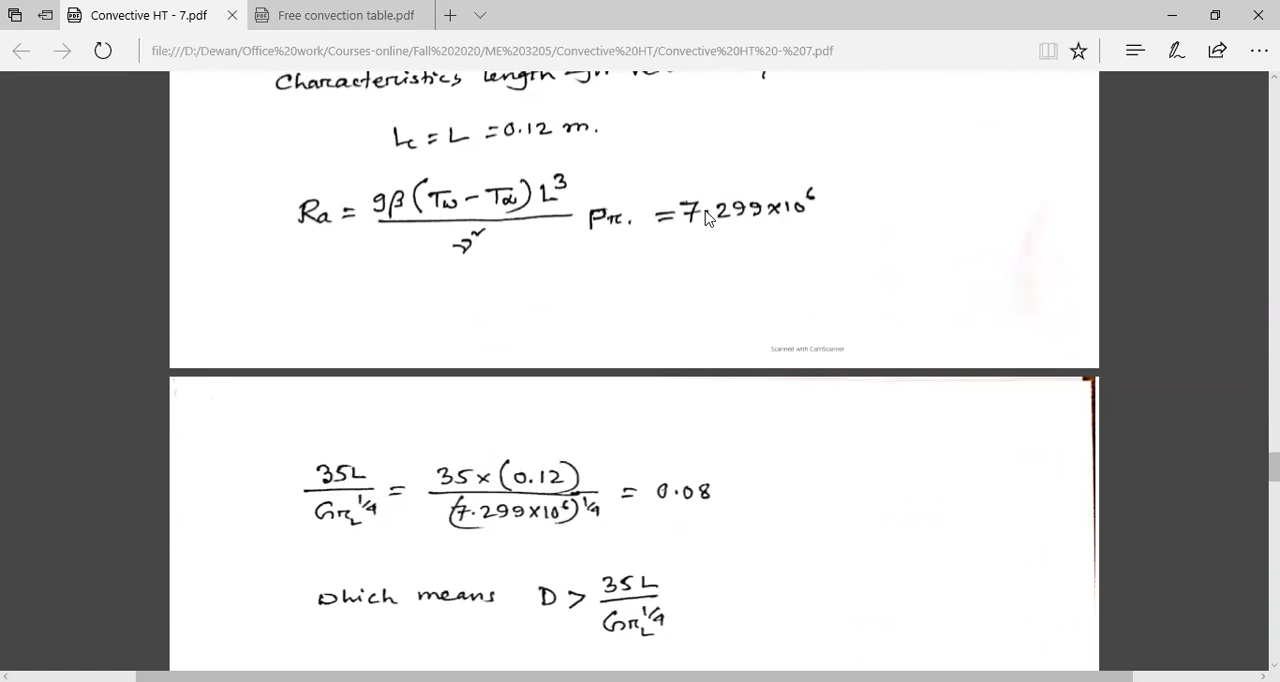 Convective HT - 7.pdf
Free convection table.pdf
file:///D:/Dewan/Office%20work/Courses-online/Fall%202020/ME%203205/Convective%20HT/Convective%20HT%20-%207.pdf
Characteristics length
Lc = L = 0.12 m.
Ra = gβ(Tw - Tα)L³ / ν² Pr. = 7.299×10⁶
Scanned with CamScanner
35L / Gr_L^1/4 = 35×(0.12) / (7.299×10⁶)^1/4 = 0.08
which means D > 35L / Gr_L^1/4